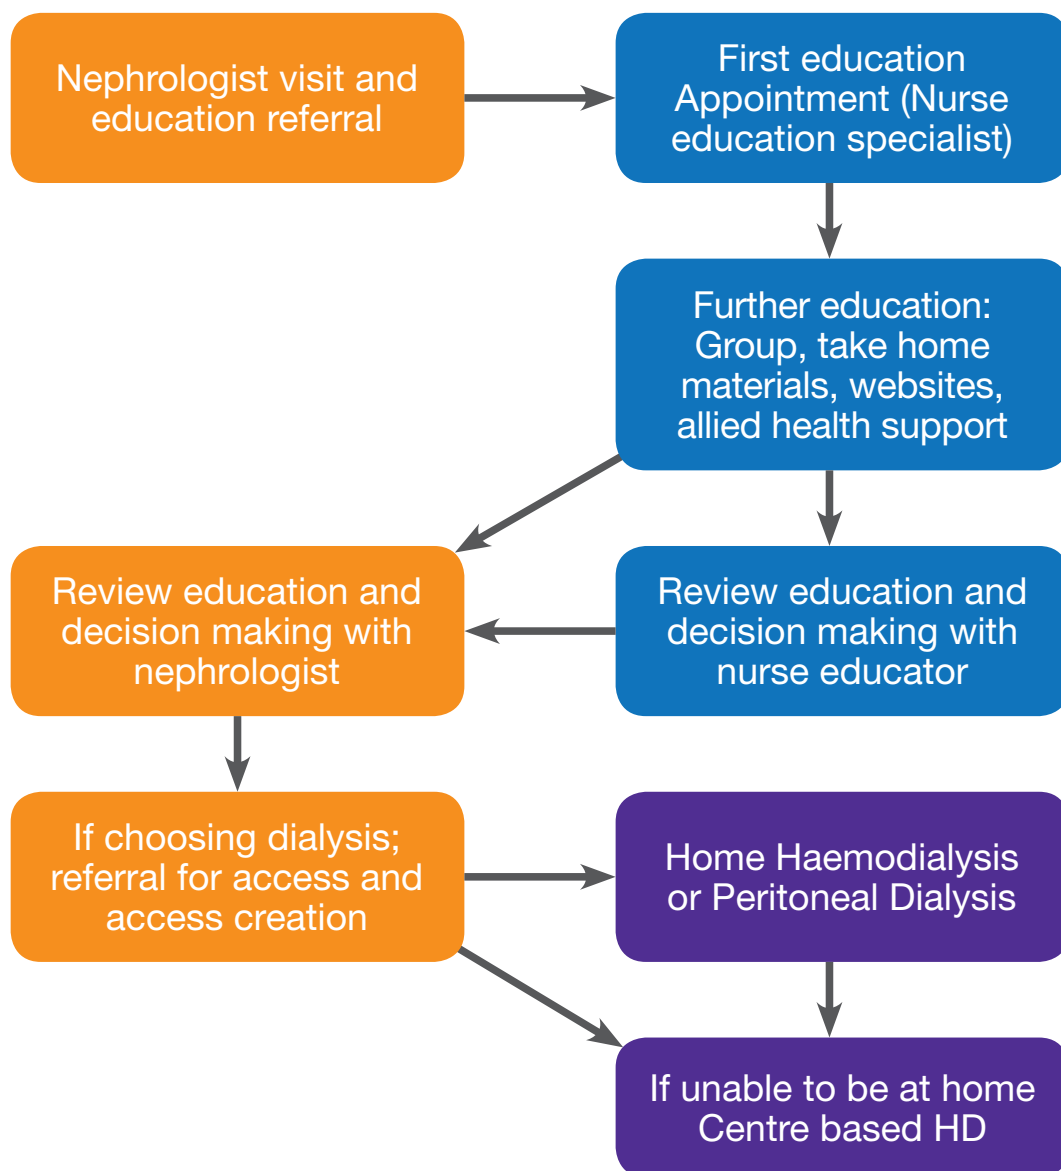 Nephrologist visit and
education referral
First education
Appointment (Nurse
education specialist)
Further education:
Group, take home
materials, websites,
allied health support
Review education and
decision making with
nephrologist
Review education and
decision making with
nurse educator
If choosing dialysis;
referral for access and
access creation
Home Haemodialysis
or Peritoneal Dialysis
If unable to be at home
Centre based HD